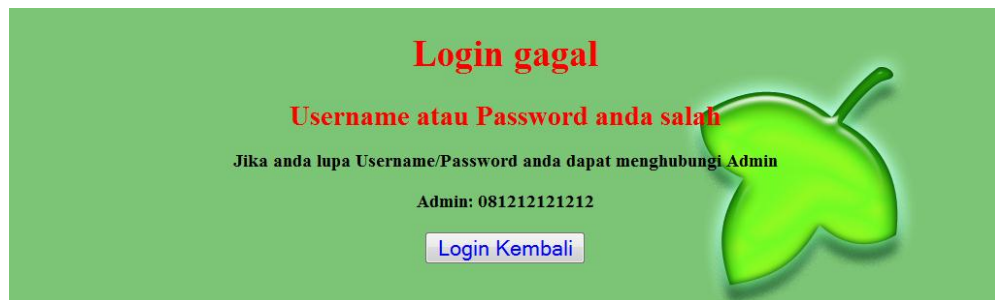 Login gagal
Username atau Password anda salah
Jika anda lupa Username/Password anda dapat menghubungi Admin
Admin: 081212121212
Login Kembali